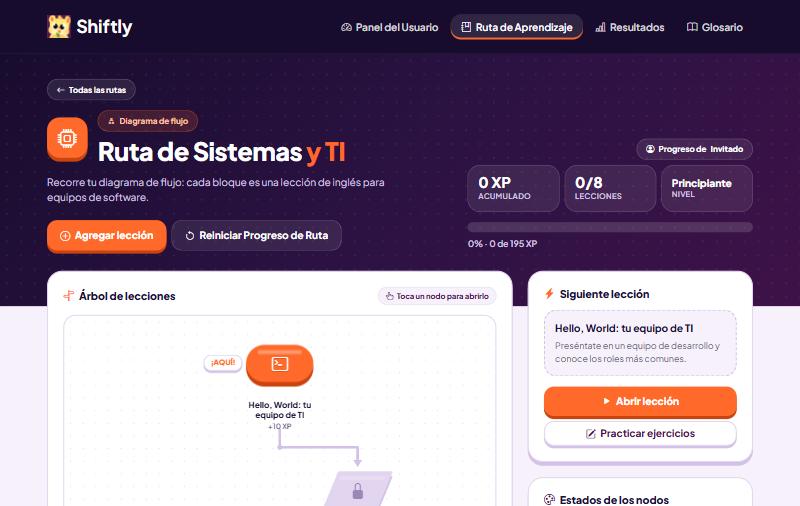 Shiftly
Panel del Usuario
Ruta de Aprendizaje
Resultados
Glosario
← Todas las rutas
Diagrama de flujo
Ruta de Sistemas y TI
Recorre tu diagrama de flujo: cada bloque es una lección de inglés para
equipos de software.
Agregar lección
Reiniciar Progreso de Ruta
Progreso de Invitado
0 XP
ACUMULADO
0/8
LECCIONES
Principiante
NIVEL
0% · 0 de 195 XP
Árbol de lecciones
Toca un nodo para abrirlo
¡AQUÍ!
Hello, World: tu
equipo de TI
+10 XP
Siguiente lección
Hello, World: tu equipo de TI
Preséntate en un equipo de desarrollo y
conoce los roles más comunes.
Abrir lección
Practicar ejercicios
Estados de los nodos